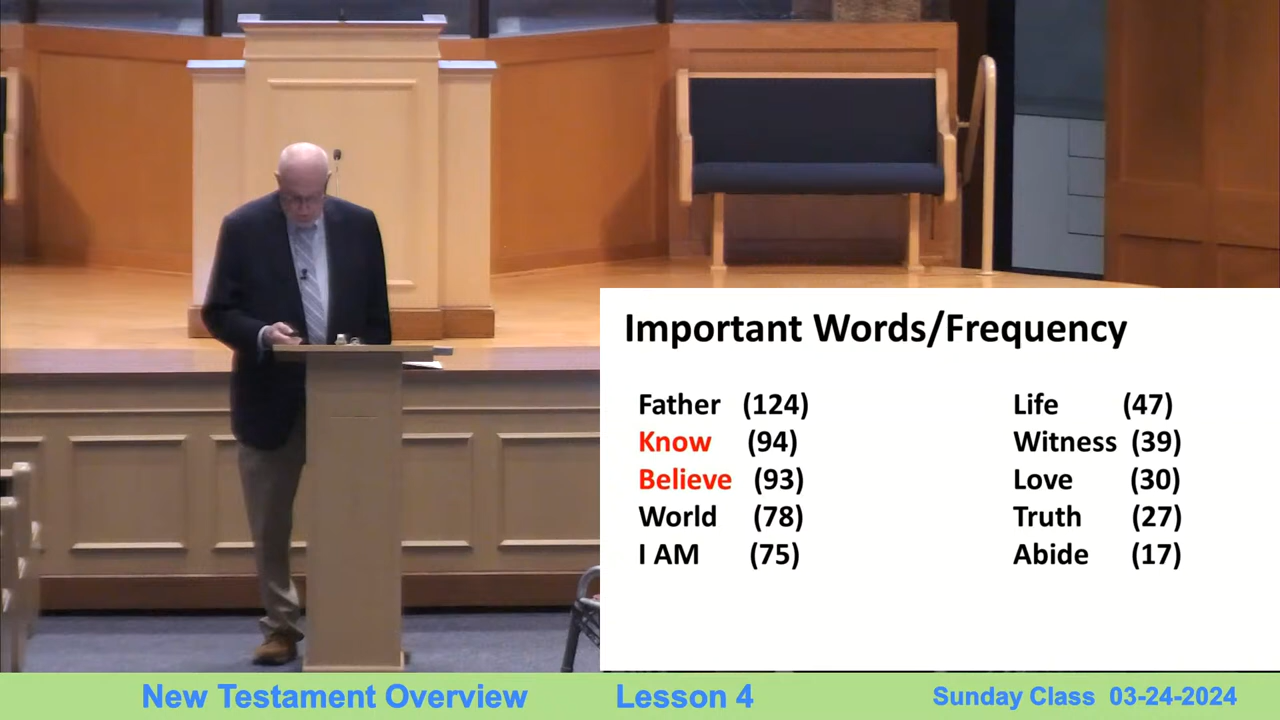 Important Words/Frequency
Father (124)
Know (94)
Believe (93)
World (78)
I AM (75)
Life (47)
Witness (39)
Love (30)
Truth (27)
Abide (17)
New Testament Overview Lesson 4 Sunday Class 03-24-2024